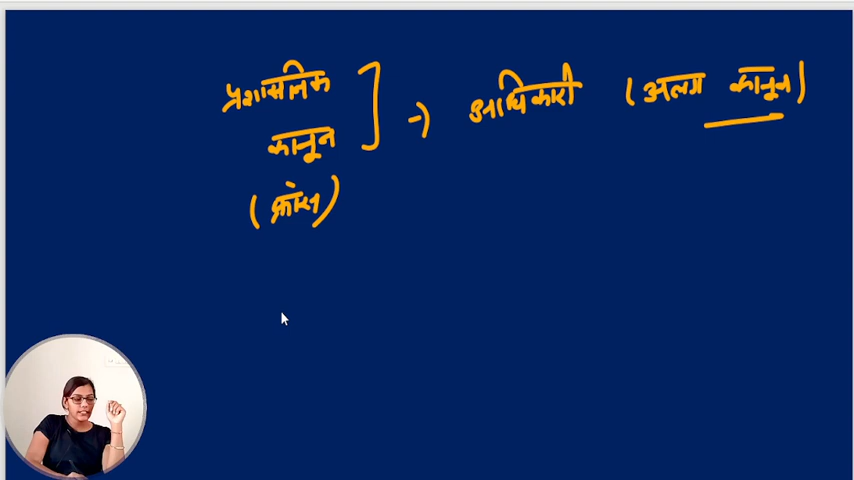 प्रशासनिक ] → अधिकारी (अलग कानून)
कानून
(फ्रांस)